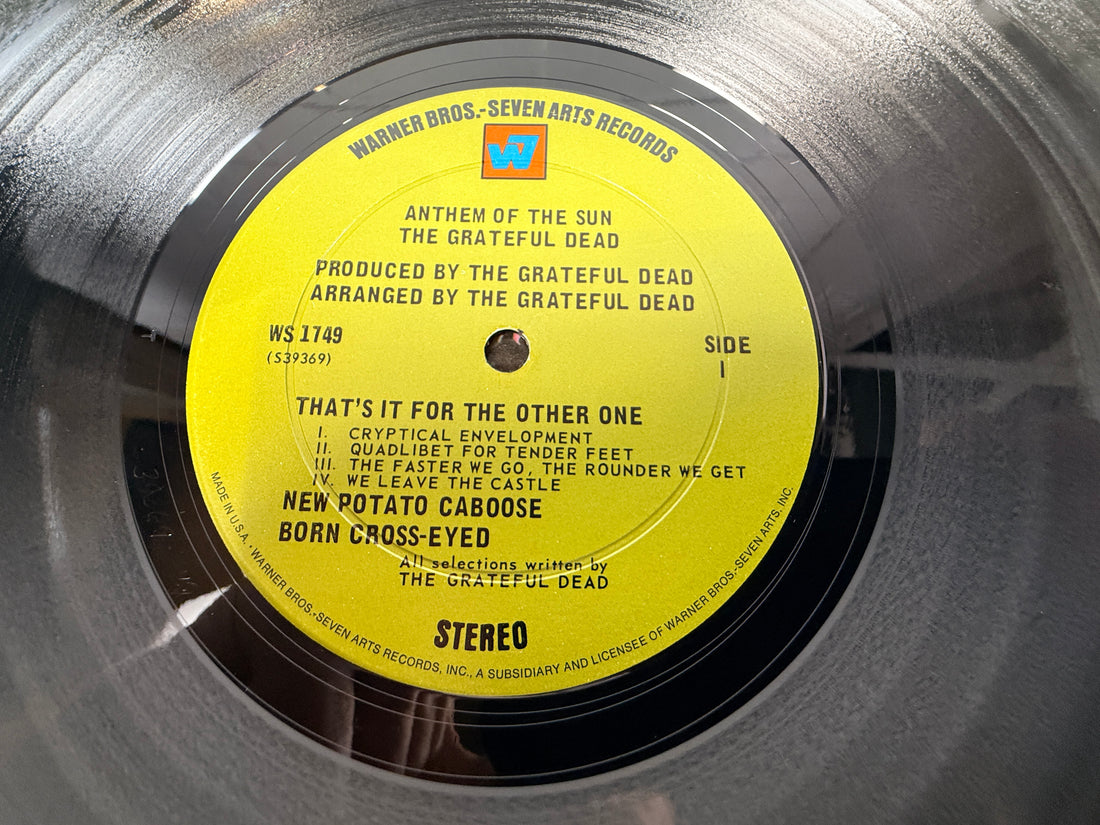 WARNER BROS.-SEVEN ARTS RECORDS
W7
ANTHEM OF THE SUN
THE GRATEFUL DEAD
PRODUCED BY THE GRATEFUL DEAD
ARRANGED BY THE GRATEFUL DEAD
WS 1749
(S39369)
SIDE
I
THAT'S IT FOR THE OTHER ONE
I. CRYPTICAL ENVELOPMENT
II. QUADLIBET FOR TENDER FEET
III. THE FASTER WE GO, THE ROUNDER WE GET
IV. WE LEAVE THE CASTLE
NEW POTATO CABOOSE
BORN CROSS-EYED
All selections written by
THE GRATEFUL DEAD
STEREO
MADE IN U.S.A. • WARNER BROS.-SEVEN ARTS RECORDS, INC., A SUBSIDIARY AND LICENSEE OF WARNER BROS.-SEVEN ARTS, INC.